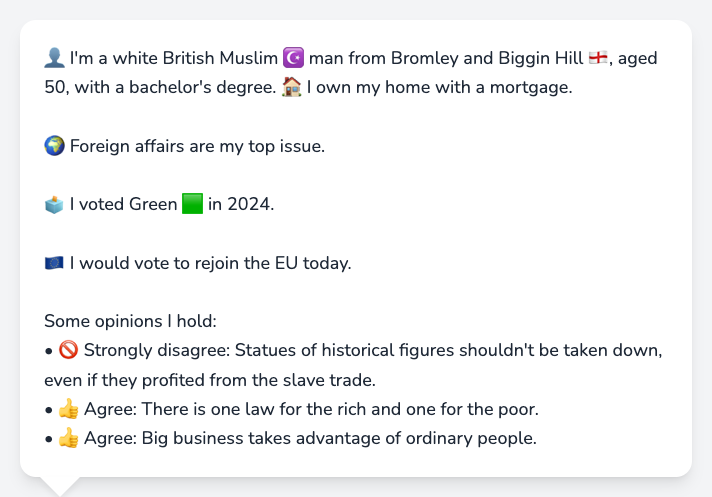 👤 I'm a white British Muslim ☪️ man from Bromley and Biggin Hill 🏴󠁧󠁢󠁥󠁮󠁧󠁿, aged
50, with a bachelor's degree. 🏠 I own my home with a mortgage.
🌍 Foreign affairs are my top issue.
🗳️ I voted Green 🟩 in 2024.
🇪🇺 I would vote to rejoin the EU today.
Some opinions I hold:
• 🚫 Strongly disagree: Statues of historical figures shouldn't be taken down,
even if they profited from the slave trade.
• 👍 Agree: There is one law for the rich and one for the poor.
• 👍 Agree: Big business takes advantage of ordinary people.